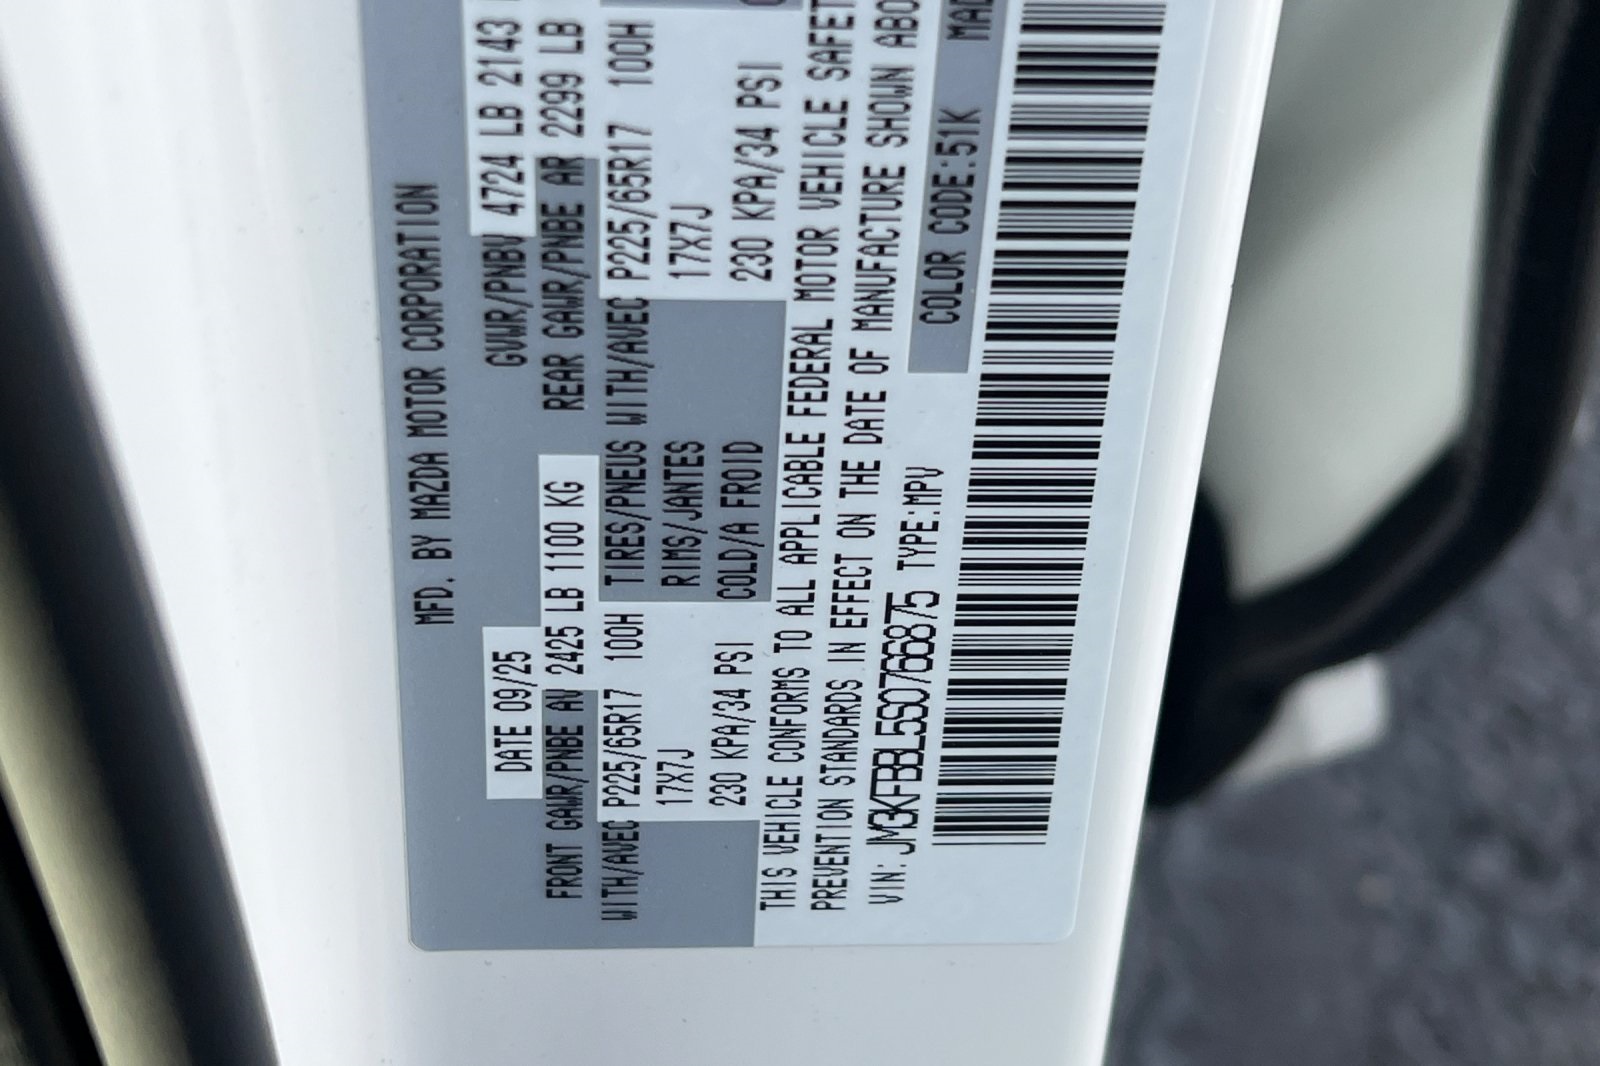 MFD. BY MAZDA MOTOR CORPORATION
DATE 09/25 GVWR/PNBV 4724 LB 2143
FRONT GAWR/PNBE AV 2425 LB 1100 KG REAR GAWR/PNBE AR 2299 LB
WITH/AVEC P225/65R17 100H TIRES/PNEUS WITH/AVEC P225/65R17 100H
17X7J RIMS/JANTES 17X7J
230 KPA/34 PSI COLD/A FROID 230 KPA/34 PSI
THIS VEHICLE CONFORMS TO ALL APPLICABLE FEDERAL MOTOR VEHICLE SAFET
PREVENTION STANDARDS IN EFFECT ON THE DATE OF MANUFACTURE SHOWN ABO
VIN: JM3KFBBL5S0766875 TYPE:MPV COLOR CODE:51K MAD